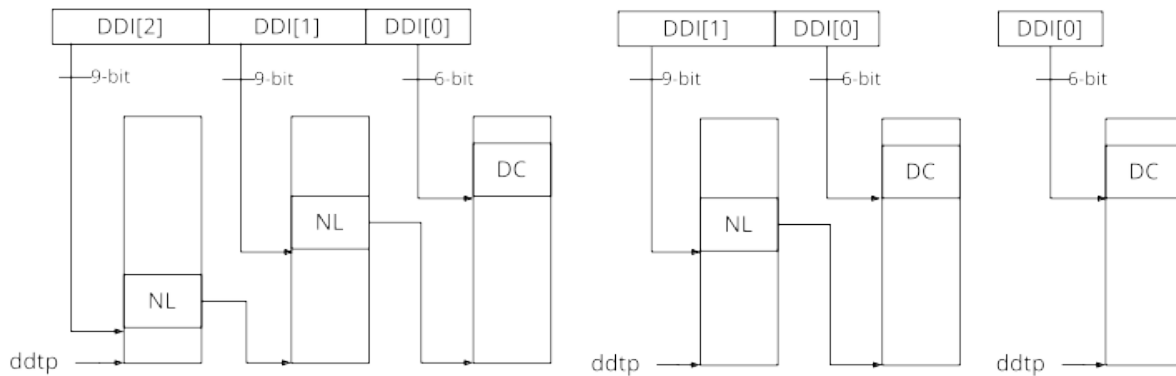 DDI[2] DDI[1] DDI[0] DDI[1] DDI[0] DDI[0]
9-bit 9-bit 6-bit 9-bit 6-bit 6-bit
DC DC DC
NL NL
NL
ddtp ddtp ddtp